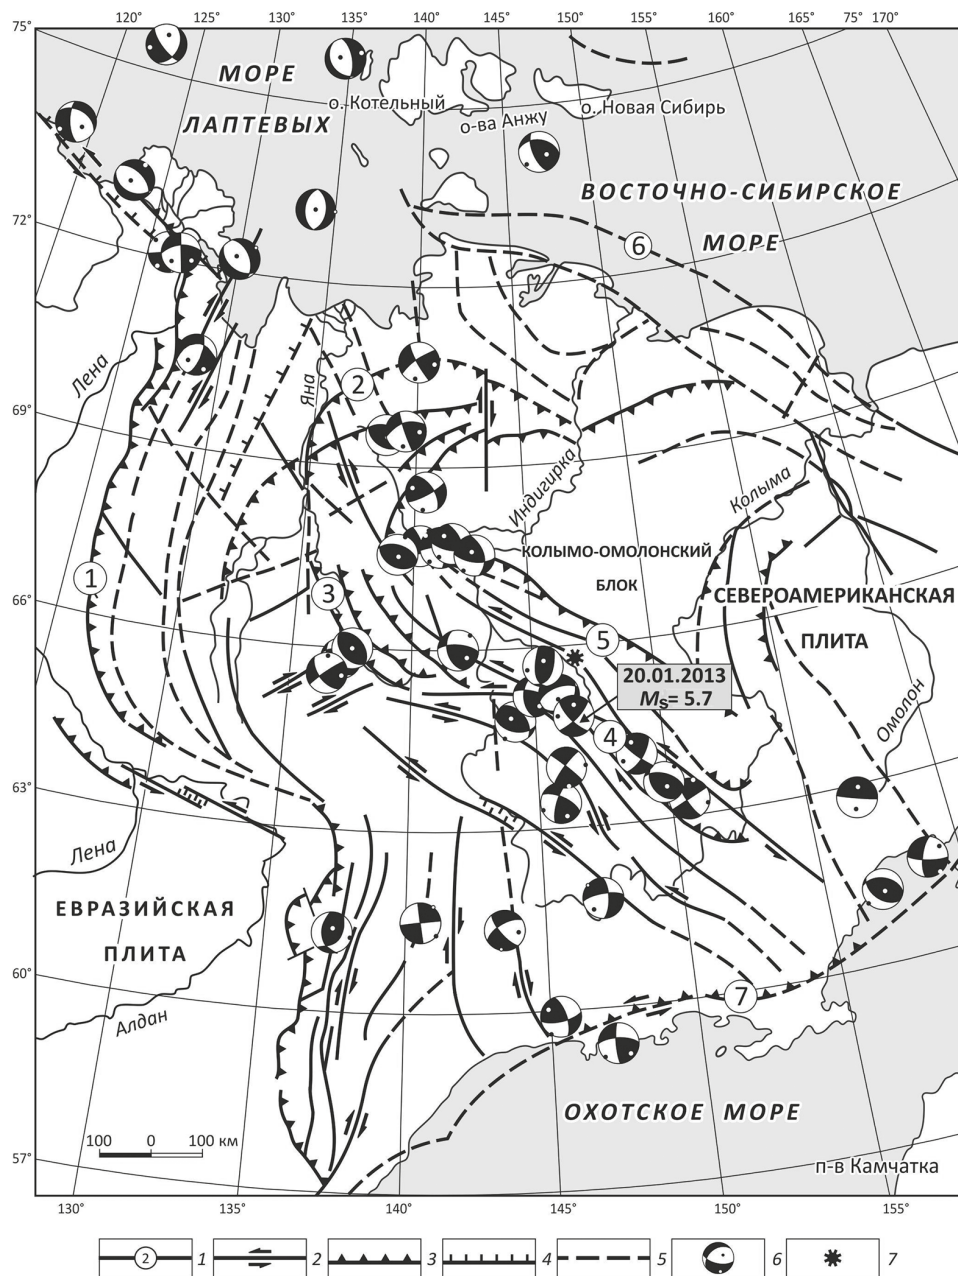 120° 125° 130° 135° 140° 145° 150° 155° 160° 165° 75° 170°
75°
МОРЕ
ЛАПТЕВЫХ
о. Котельный
о-ва Анжу
о. Новая Сибирь
ВОСТОЧНО-СИБИРСКОЕ
МОРЕ
6
72°
Лена
Яна
2
69°
Индигирка
Колыма
КОЛЫМО-ОМОЛОНСКИЙ
БЛОК
СЕВЕРОАМЕРИКАНСКАЯ
ПЛИТА
1
3
66°
5
20.01.2013
Ms= 5.7
4
Омолон
63°
Лена
ЕВРАЗИЙСКАЯ
ПЛИТА
60°
Алдан
7
ОХОТСКОЕ МОРЕ
100 0 100 км
57°
п-в Камчатка
130° 135° 140° 145° 150° 155°
2 1 2 3 4 5 6 7